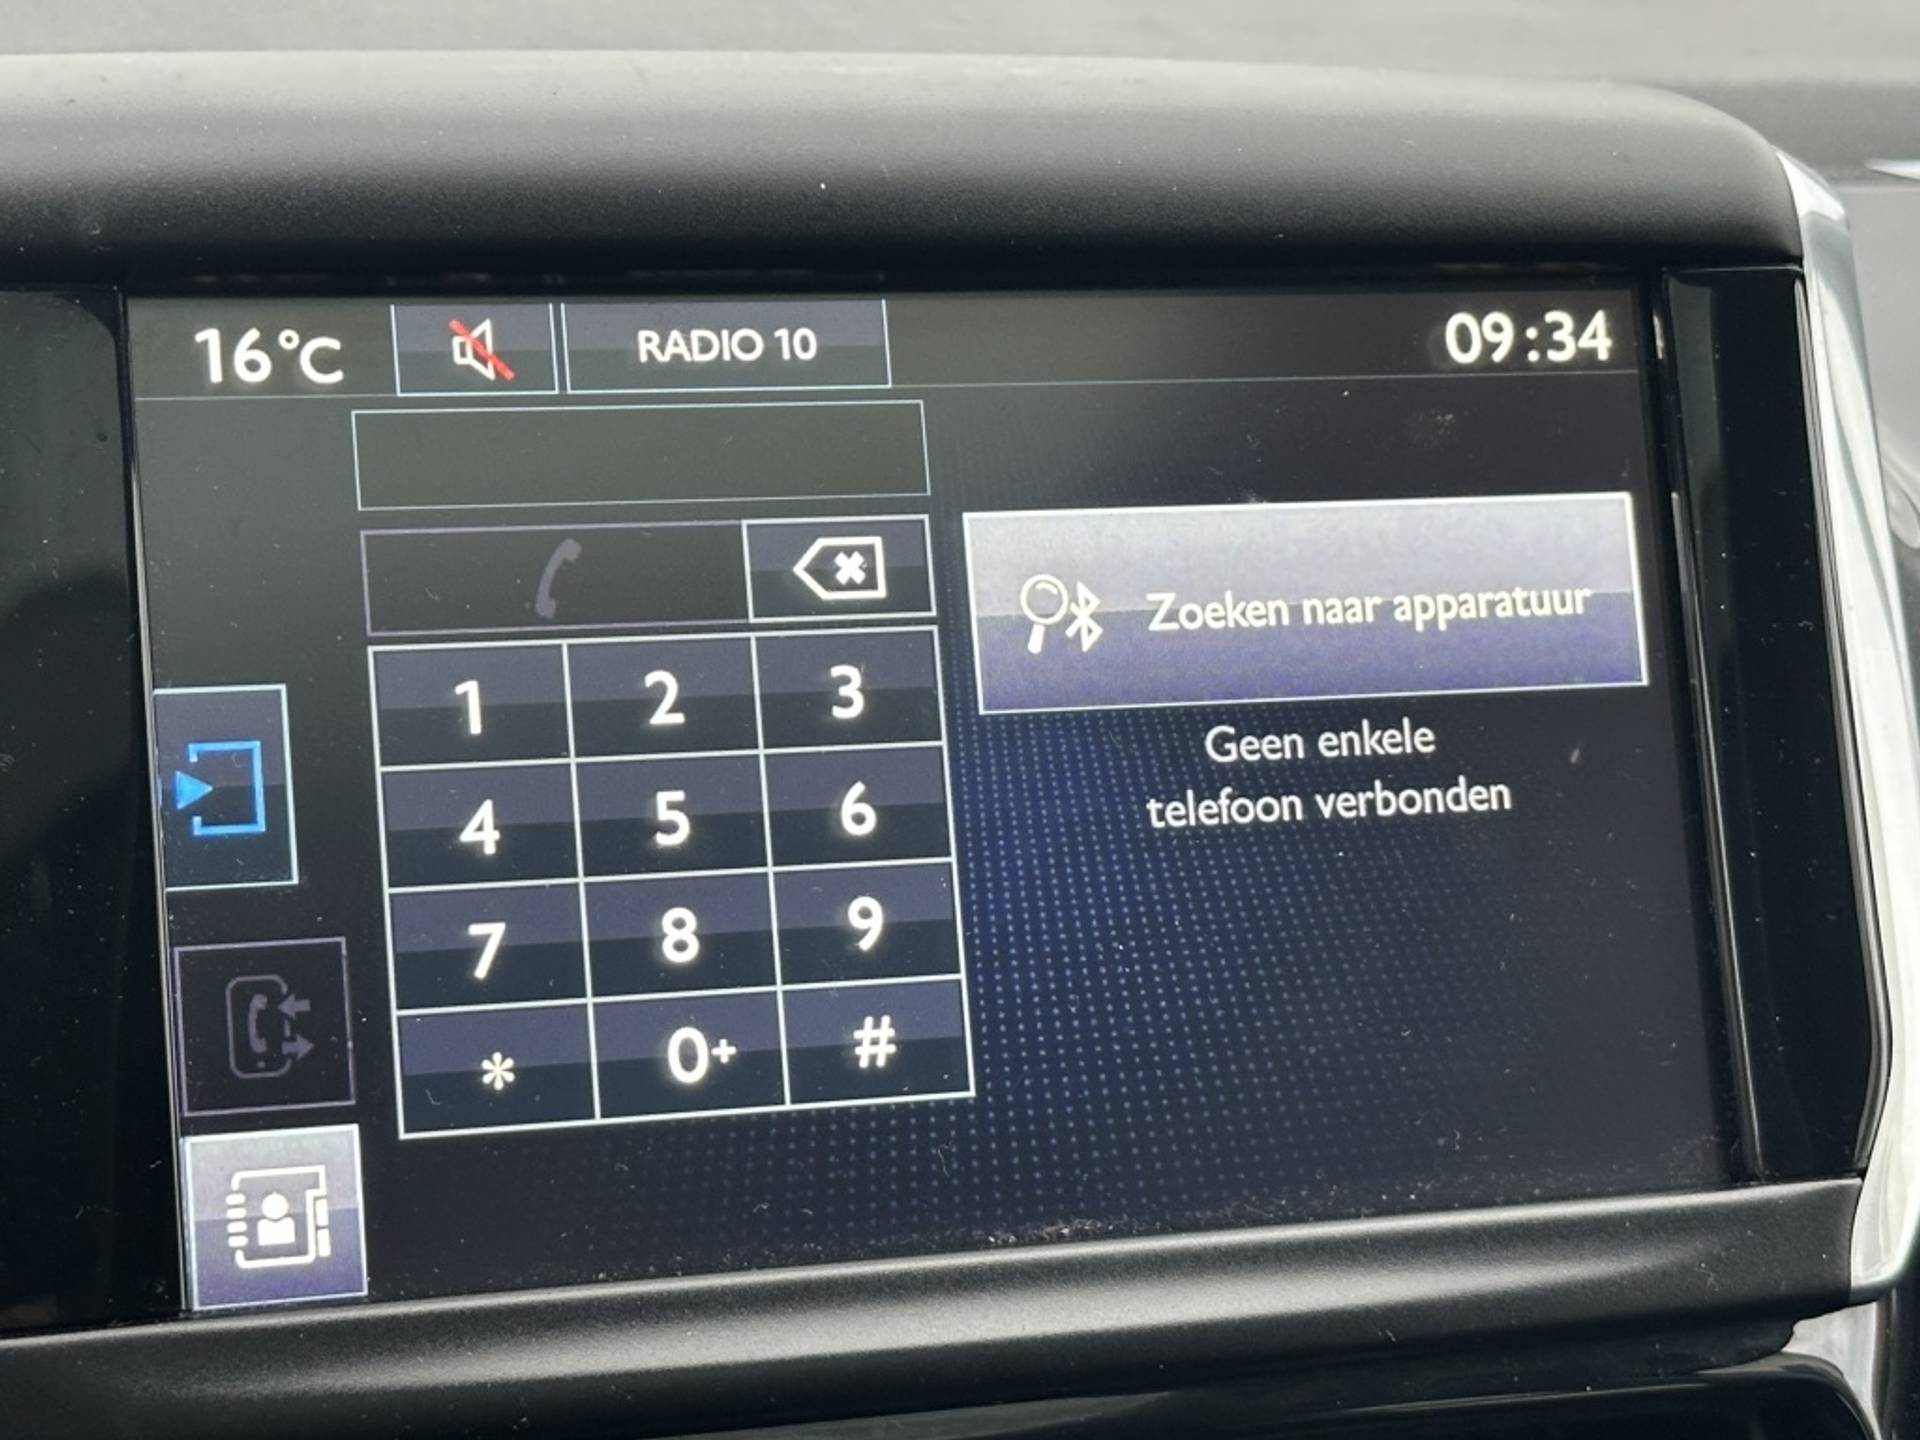 16°C
RADIO 10
09:34
Zoeken naar apparatuur
Geen enkele
telefoon verbonden
1 2 3
4 5 6
7 8 9
* 0+ #